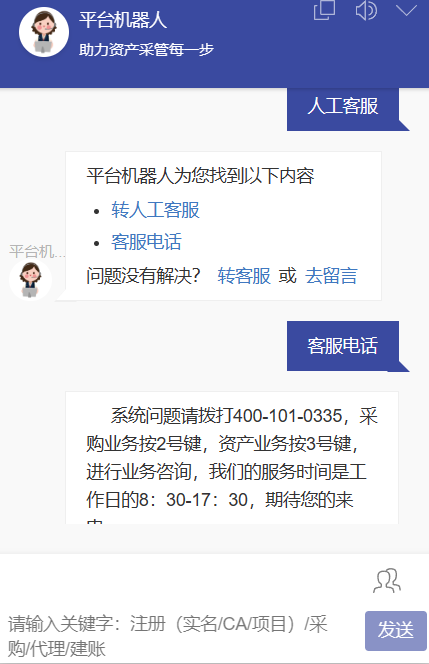 平台机器人
助力资产采管每一步
人工客服
平台机器人为您找到以下内容
转人工客服
客服电话
平台机...
问题没有解决？ 转客服 或 去留言
客服电话
系统问题请拨打400-101-0335，采
购业务按2号键，资产业务按3号键，
进行业务咨询，我们的服务时间是工
作日的8：30-17：30，期待您的来
请输入关键字：注册（实名/CA/项目）/采
购/代理/建账
发送